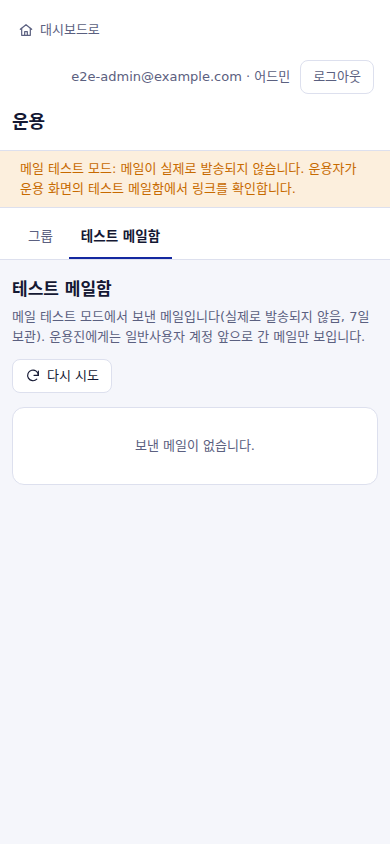 대시보드로
e2e-admin@example.com · 어드민
로그아웃
운용
메일 테스트 모드: 메일이 실제로 발송되지 않습니다. 운용자가
운용 화면의 테스트 메일함에서 링크를 확인합니다.
그룹
테스트 메일함
테스트 메일함
메일 테스트 모드에서 보낸 메일입니다(실제로 발송되지 않음, 7일
보관). 운용진에게는 일반사용자 계정 앞으로 간 메일만 보입니다.
다시 시도
보낸 메일이 없습니다.